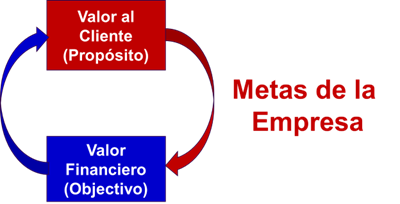 Valor al
Cliente
(Propósito)
Metas de la
Empresa
Valor
Financiero
(Objectivo)